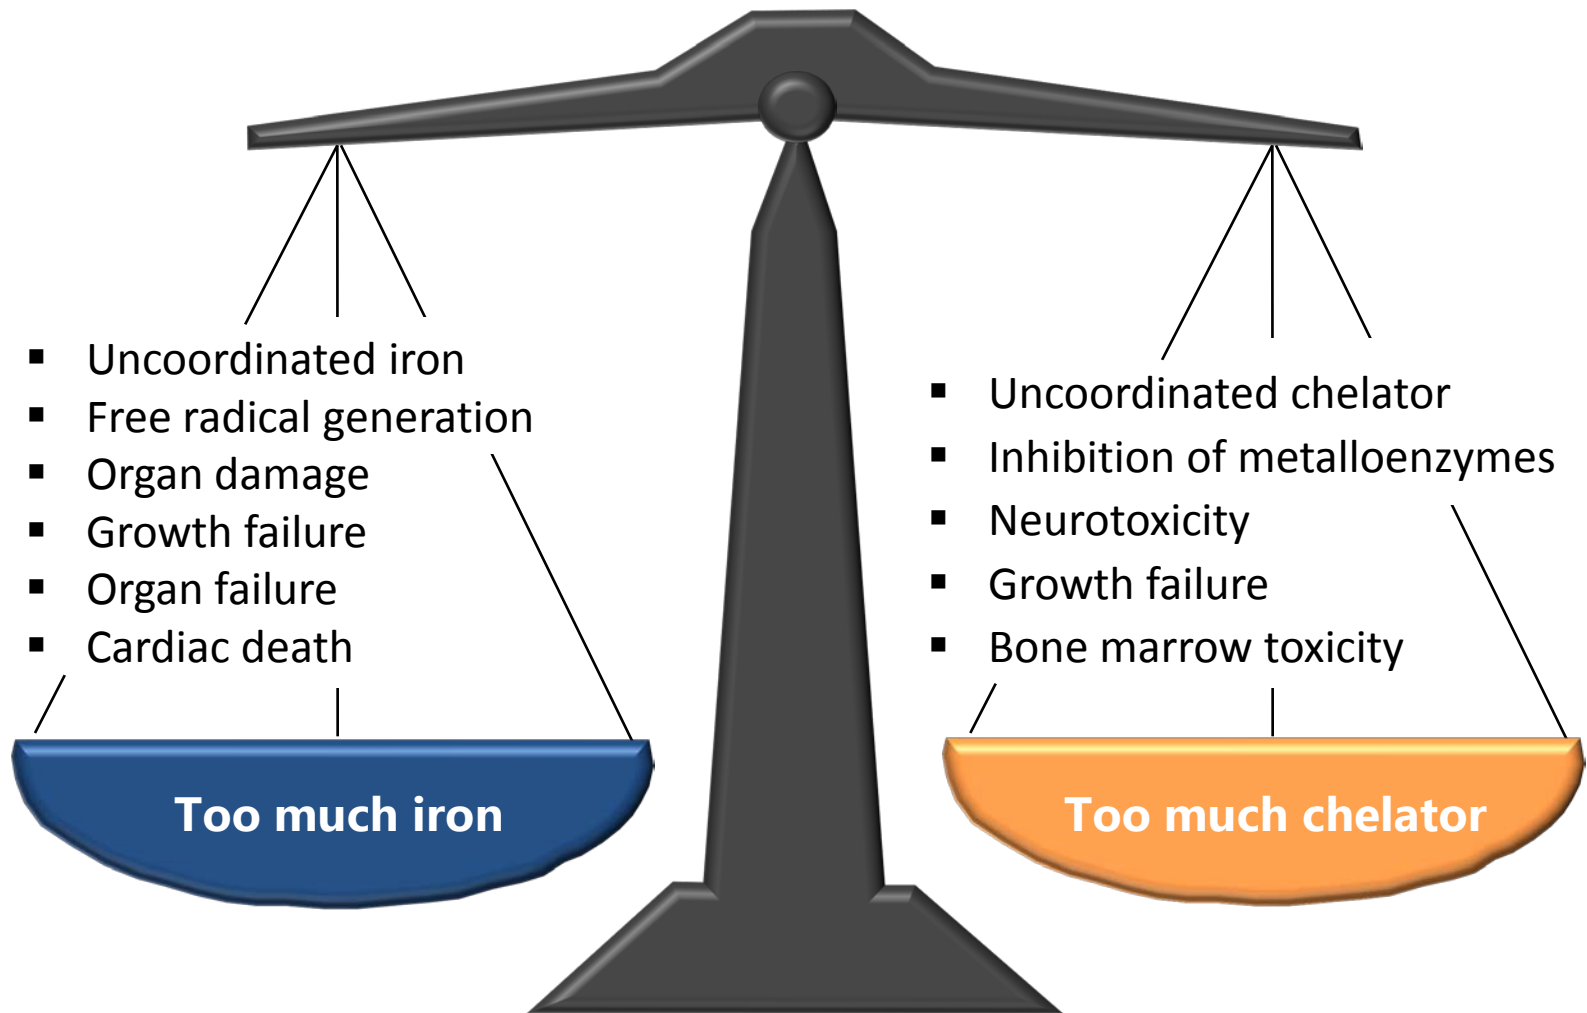 ▪ Uncoordinated iron
▪ Free radical generation
▪ Organ damage
▪ Growth failure
▪ Organ failure
▪ Cardiac death
Too much iron
▪ Uncoordinated chelator
▪ Inhibition of metalloenzymes
▪ Neurotoxicity
▪ Growth failure
▪ Bone marrow toxicity
Too much chelator